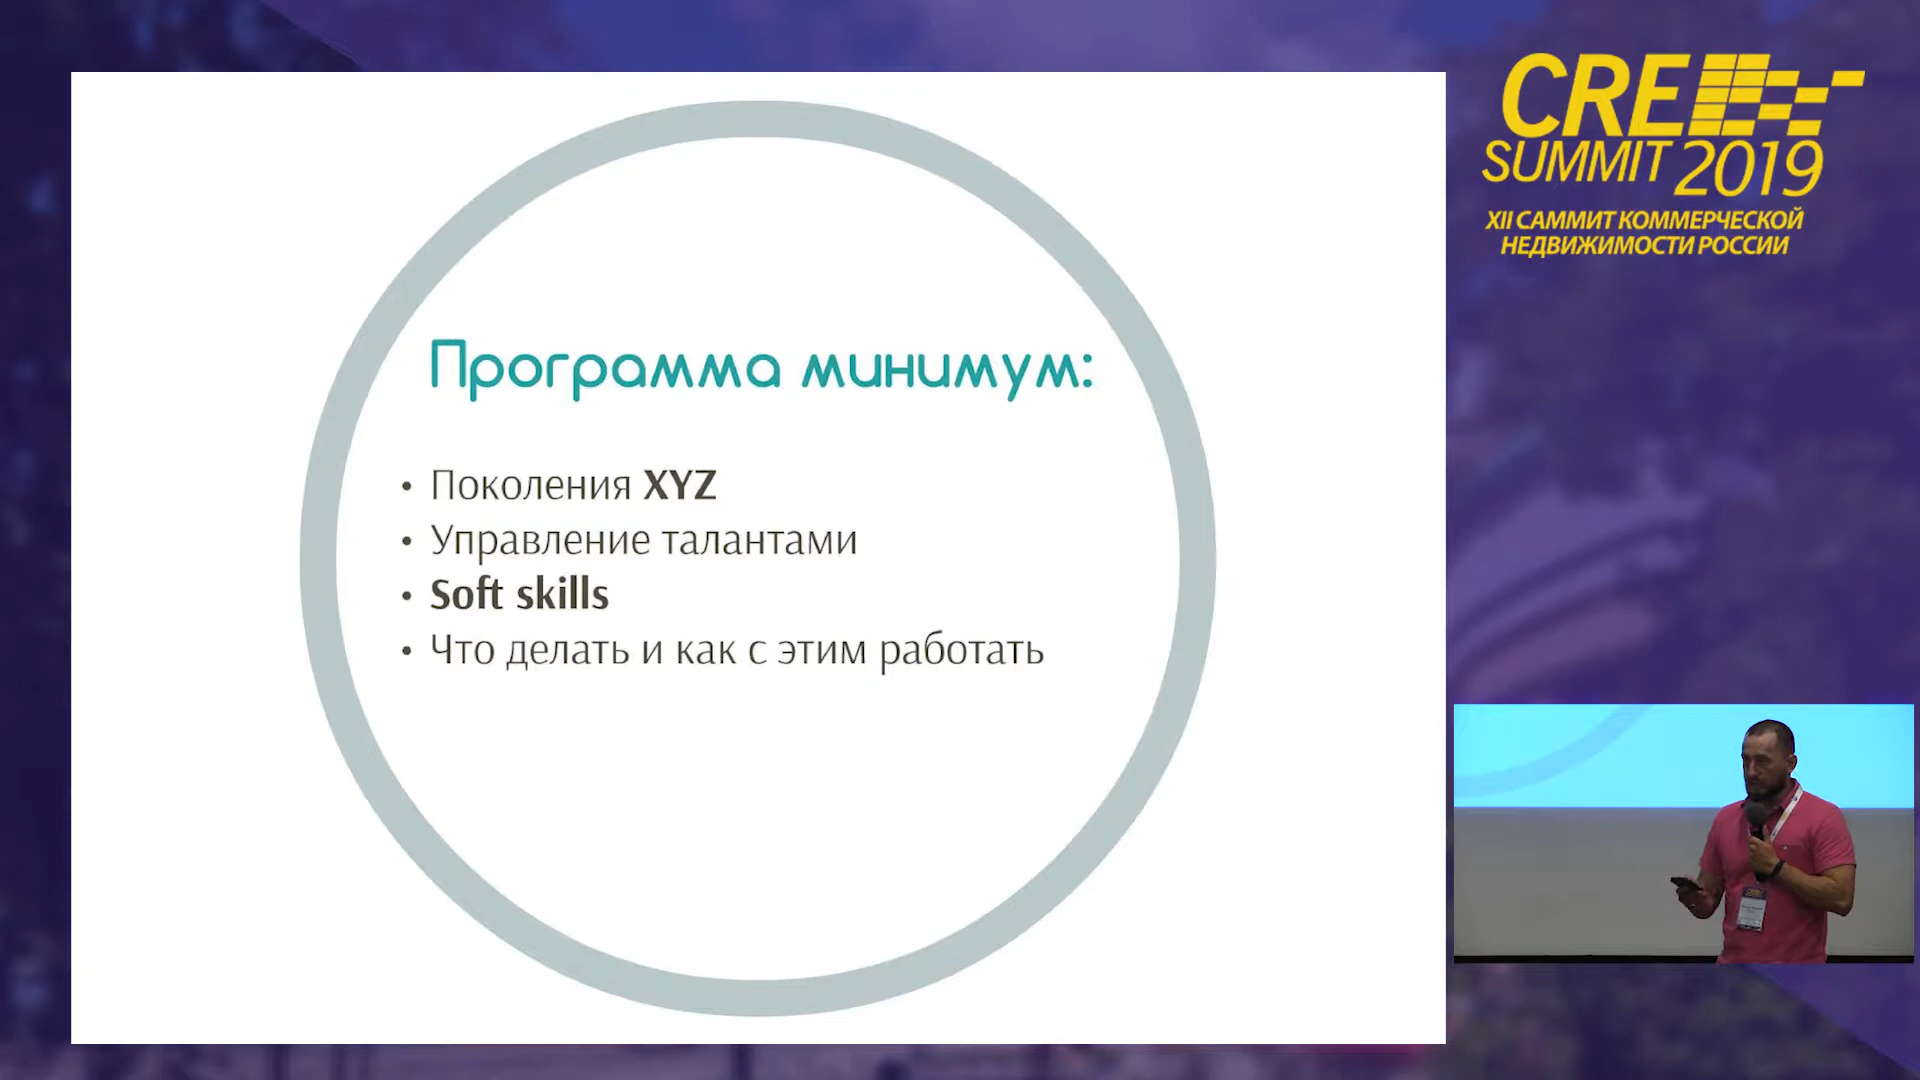 Программа минимум:
• Поколения XYZ
• Управление талантами
• Soft skills
• Что делать и как с этим работать
CRE
SUMMIT 2019
XII САММИТ КОММЕРЧЕСКОЙ
НЕДВИЖИМОСТИ РОССИИ